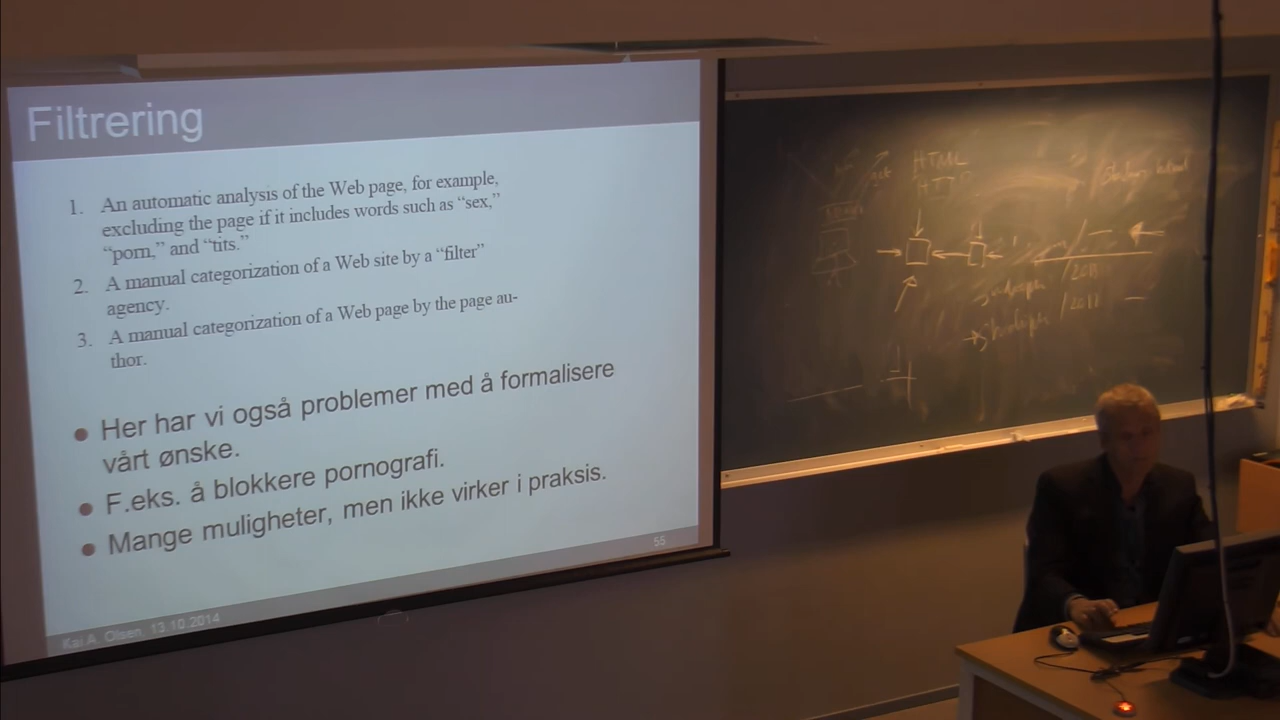 Filtrering
1. An automatic analysis of the Web page, for example,
excluding the page if it includes words such as “sex,”
“porn,” and “tits.”
2. A manual categorization of a Web site by a “filter”
agency.
3. A manual categorization of a Web page by the page au-
thor.
• Her har vi også problemer med å formalisere
vårt ønske.
• F.eks. å blokkere pornografi.
• Mange muligheter, men ikke virker i praksis.
55
Kai A. Olsen, 13.10.2014
HTML